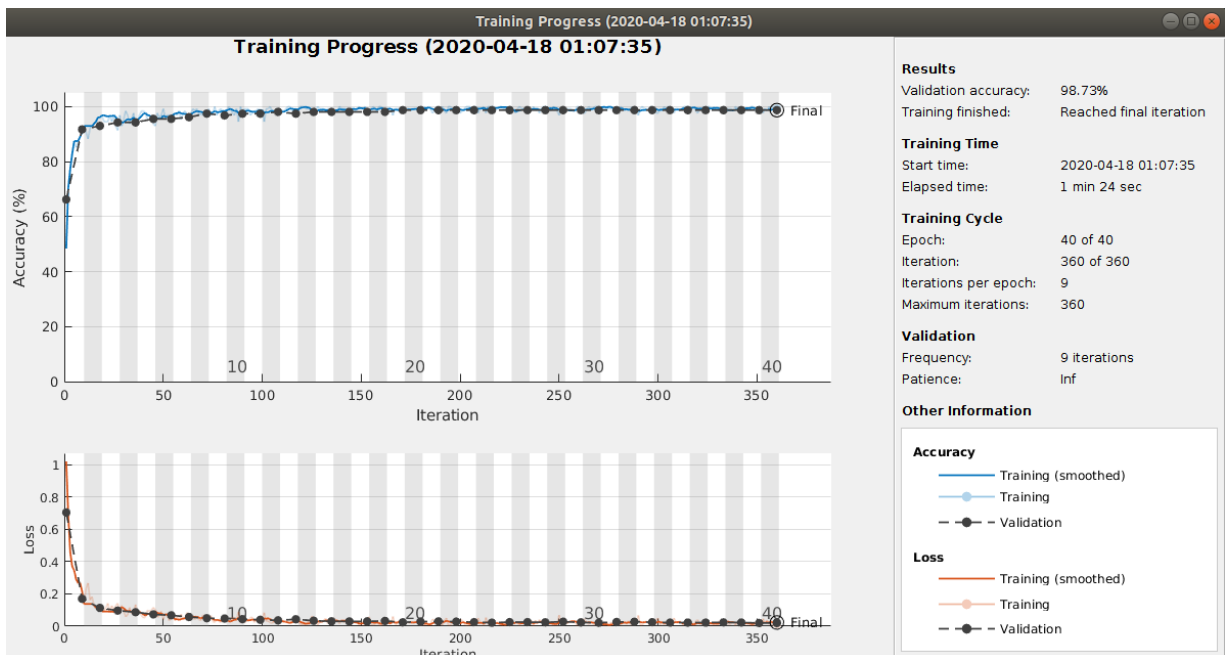 Training Progress (2020-04-18 01:07:35)
Training Progress (2020-04-18 01:07:35)
100
80
60
40
20
0
Accuracy (%)
Final
10
20
30
40
0
50
100
150
200
250
300
350
Iteration
1
0.8
0.6
0.4
0.2
0
Loss
10
20
30
40
Final
0
50
100
150
200
250
300
350
Iteration
Results
Validation accuracy: 98.73%
Training finished: Reached final iteration
Training Time
Start time: 2020-04-18 01:07:35
Elapsed time: 1 min 24 sec
Training Cycle
Epoch: 40 of 40
Iteration: 360 of 360
Iterations per epoch: 9
Maximum iterations: 360
Validation
Frequency: 9 iterations
Patience: Inf
Other Information
Accuracy
Training (smoothed)
Training
Validation
Loss
Training (smoothed)
Training
Validation